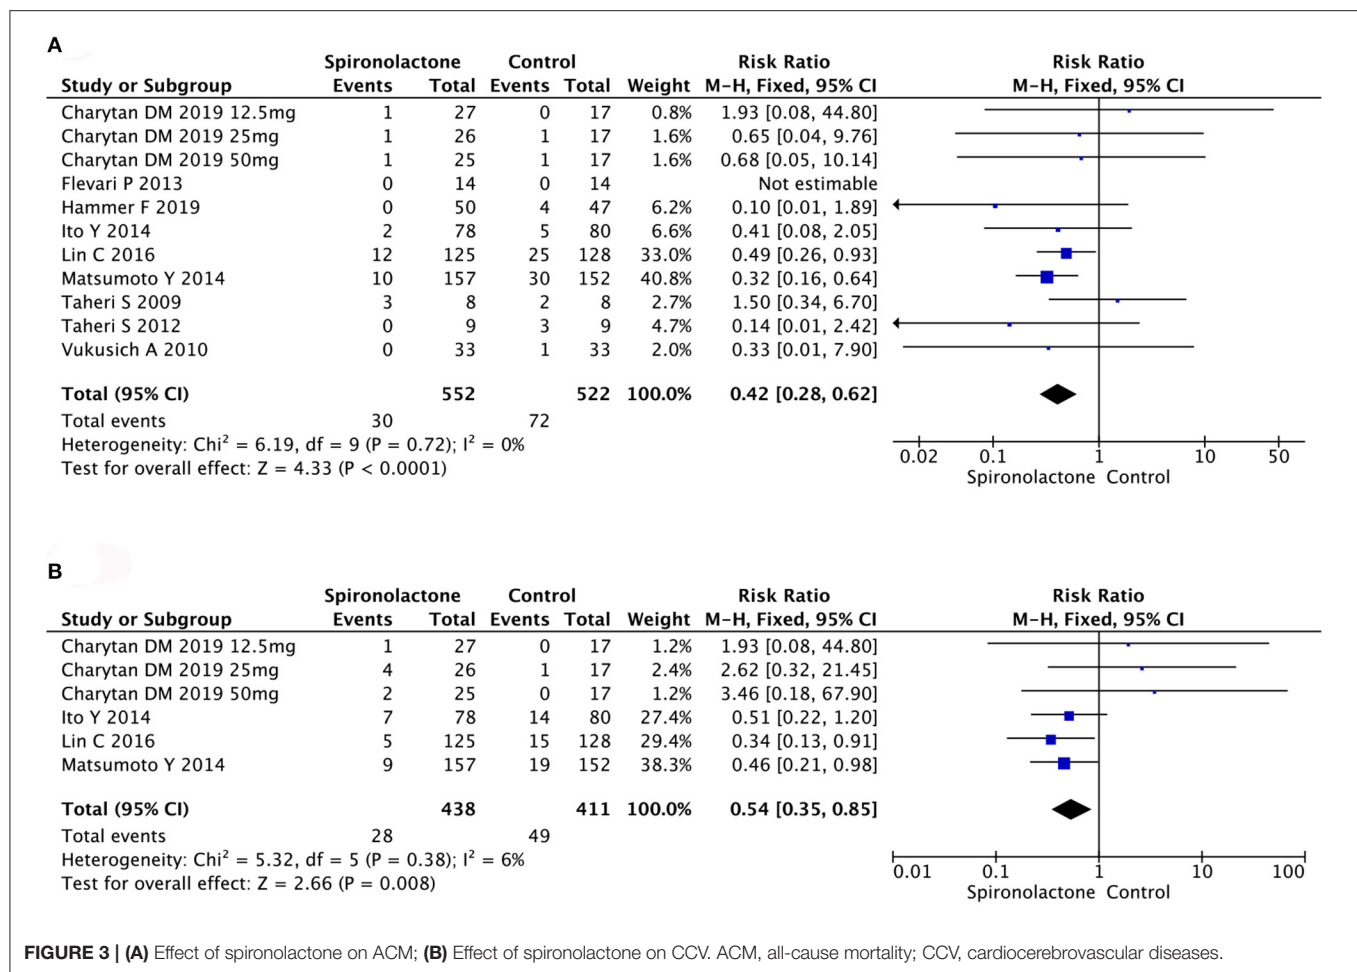 A
Spironolactone Control Risk Ratio Risk Ratio
Study or Subgroup Events Total Events Total Weight M-H, Fixed, 95% CI M-H, Fixed, 95% CI
Charytan DM 2019 12.5mg 1 27 0 17 0.8% 1.93 [0.08, 44.80]
Charytan DM 2019 25mg 1 26 1 17 1.6% 0.65 [0.04, 9.76]
Charytan DM 2019 50mg 1 25 1 17 1.6% 0.68 [0.05, 10.14]
Flevari P 2013 0 14 0 14 Not estimable
Hammer F 2019 0 50 4 47 6.2% 0.10 [0.01, 1.89]
Ito Y 2014 2 78 5 80 6.6% 0.41 [0.08, 2.05]
Lin C 2016 12 125 25 128 33.0% 0.49 [0.26, 0.93]
Matsumoto Y 2014 10 157 30 152 40.8% 0.32 [0.16, 0.64]
Taheri S 2009 3 8 2 8 2.7% 1.50 [0.34, 6.70]
Taheri S 2012 0 9 3 9 4.7% 0.14 [0.01, 2.42]
Vukusich A 2010 0 33 1 33 2.0% 0.33 [0.01, 7.90]
Total (95% CI) 552 522 100.0% 0.42 [0.28, 0.62]
Total events 30 72
Heterogeneity: Chi² = 6.19, df = 9 (P = 0.72); I² = 0%
Test for overall effect: Z = 4.33 (P < 0.0001)
0.02 0.1 1 10 50
Spironolactone Control
B
Spironolactone Control Risk Ratio Risk Ratio
Study or Subgroup Events Total Events Total Weight M-H, Fixed, 95% CI M-H, Fixed, 95% CI
Charytan DM 2019 12.5mg 1 27 0 17 1.2% 1.93 [0.08, 44.80]
Charytan DM 2019 25mg 4 26 1 17 2.4% 2.62 [0.32, 21.45]
Charytan DM 2019 50mg 2 25 0 17 1.2% 3.46 [0.18, 67.90]
Ito Y 2014 7 78 14 80 27.4% 0.51 [0.22, 1.20]
Lin C 2016 5 125 15 128 29.4% 0.34 [0.13, 0.91]
Matsumoto Y 2014 9 157 19 152 38.3% 0.46 [0.21, 0.98]
Total (95% CI) 438 411 100.0% 0.54 [0.35, 0.85]
Total events 28 49
Heterogeneity: Chi² = 5.32, df = 5 (P = 0.38); I² = 6%
Test for overall effect: Z = 2.66 (P = 0.008)
0.01 0.1 1 10 100
Spironolactone Control
FIGURE 3 | (A) Effect of spironolactone on ACM; (B) Effect of spironolactone on CCV. ACM, all-cause mortality; CCV, cardiocerebrovascular diseases.